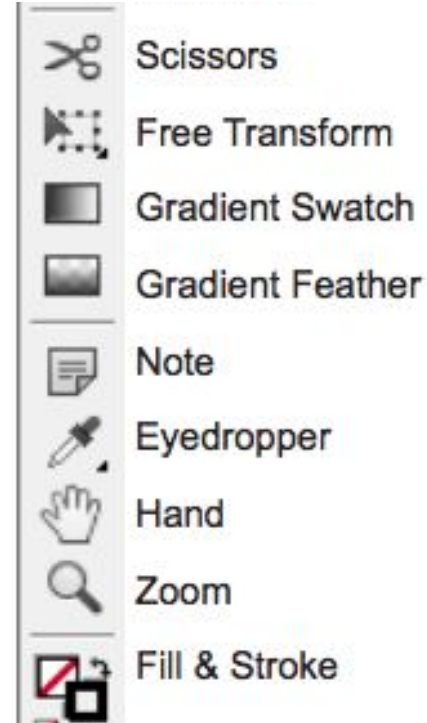 Scissors
Free Transform
Gradient Swatch
Gradient Feather
Note
Eyedropper
Hand
Zoom
Fill & Stroke